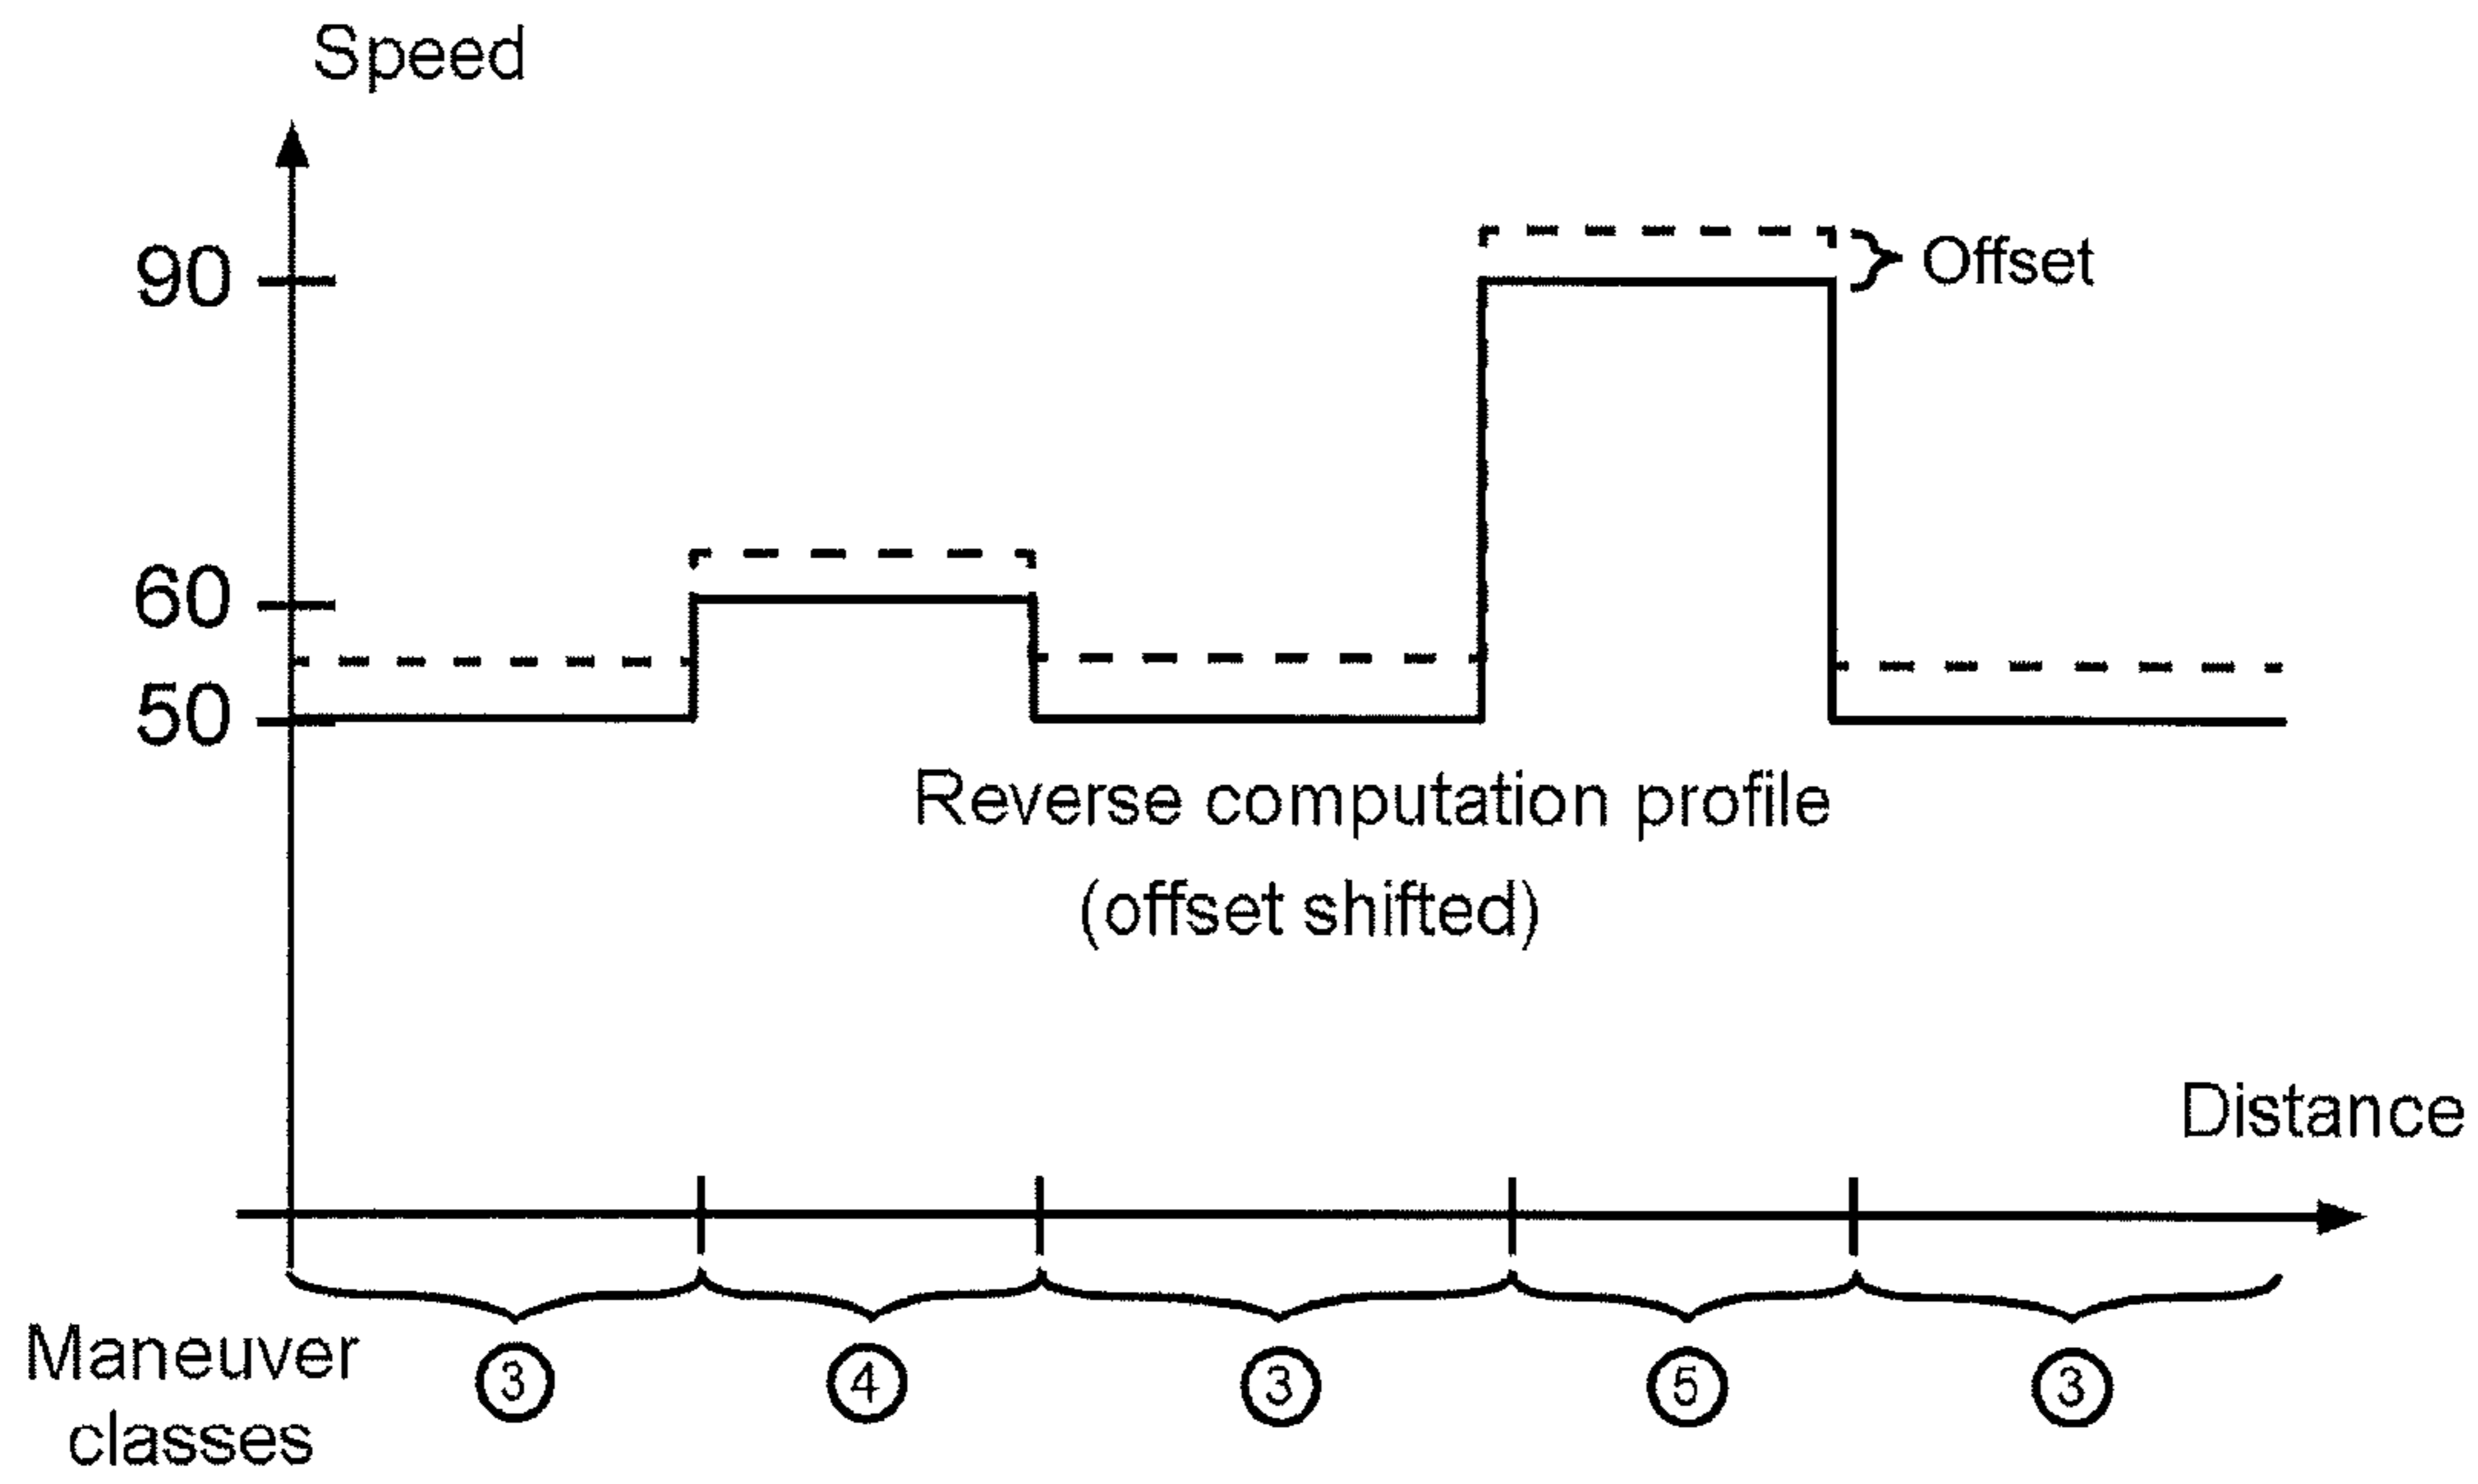 Speed
90
Offset
60
50
Reverse computation profile
(offset shifted)
Distance
Maneuver
classes
3 4 3 5 3